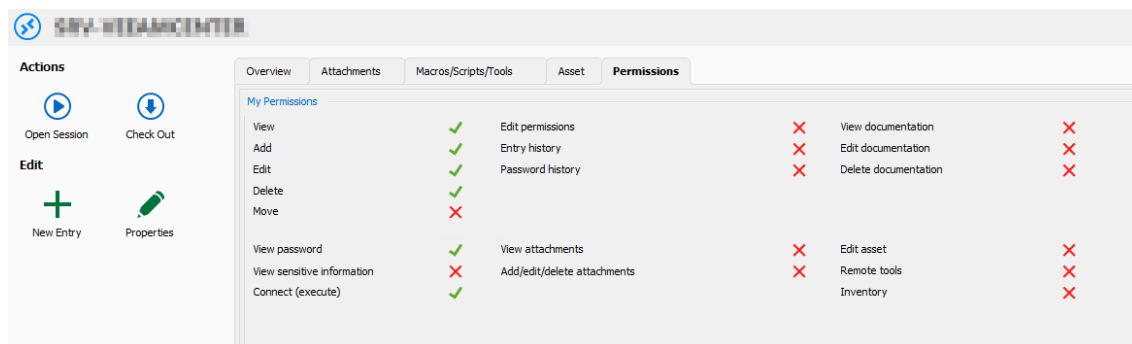 Actions
Open Session Check Out
Edit
New Entry Properties
Overview Attachments Macros/Scripts/Tools Asset Permissions
My Permissions
View Edit permissions View documentation
Add Entry history Edit documentation
Edit Password history Delete documentation
Delete
Move
View password View attachments Edit asset
View sensitive information Add/edit/delete attachments Remote tools
Connect (execute) Inventory